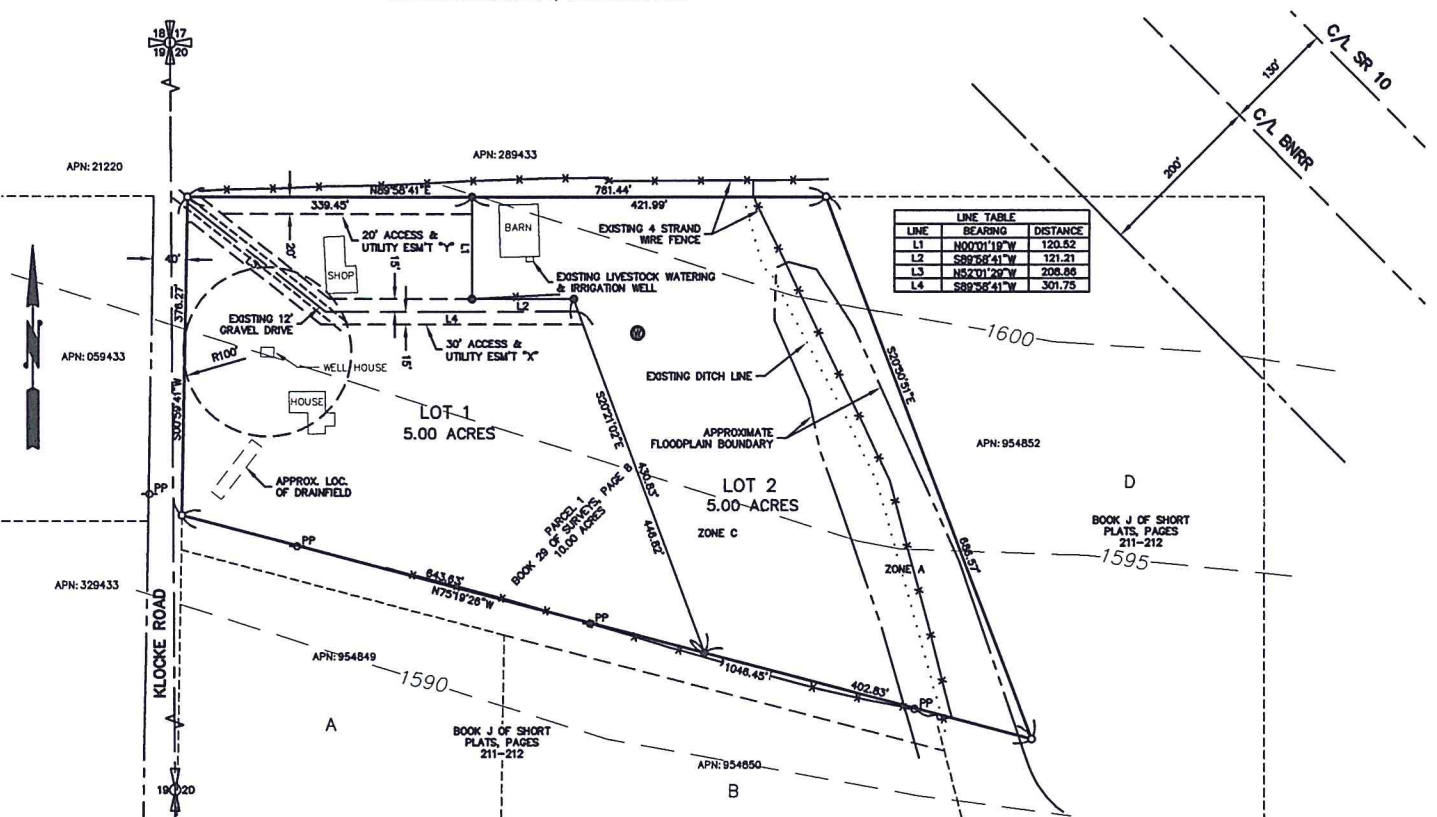 18 17
19 20
C/L SR 10
130'
C/L BNRR
200'
APN: 21220
APN: 289433
N89°58'41"E
761.44'
339.45'
421.99'
BARN
EXISTING 4 STRAND
WIRE FENCE
LINE TABLE
LINE BEARING DISTANCE
L1 N00°01'19"W 120.52
L2 S89°58'41"W 121.21
L3 N52°01'29"W 208.86
L4 S89°58'41"W 301.75
20' ACCESS &
UTILITY ESM'T "Y"
20'
L1
SHOP
15'
EXISTING LIVESTOCK WATERING
& IRRIGATION WELL
40'
L3
L2
L4
EXISTING 12'
GRAVEL DRIVE
30' ACCESS &
UTILITY ESM'T "X"
15'
W
1600
N
376.27'
S00°59'41"W
APN: 059433
R100'
WELL HOUSE
HOUSE
EXISTING DITCH LINE
S20°50'51"E
LOT 1
5.00 ACRES
S20°21'02"E
APPROXIMATE
FLOODPLAIN BOUNDARY
APN: 954852
430.83'
446.82'
APPROX. LOC.
OF DRAINFIELD
PP
LOT 2
5.00 ACRES
D
PARCEL 1
BOOK 29 OF SURVEYS, PAGE 8
10.00 ACRES
ZONE C
BOOK J OF SHORT
PLATS, PAGES
211-212
1595
PP
686.57'
ZONE A
APN: 329433
643.63'
N75°19'26"W
PP
KLOCKE ROAD
APN: 954849
1046.45'
402.83'
PP
1590
A
BOOK J OF SHORT
PLATS, PAGES
211-212
APN: 954850
B
19 20